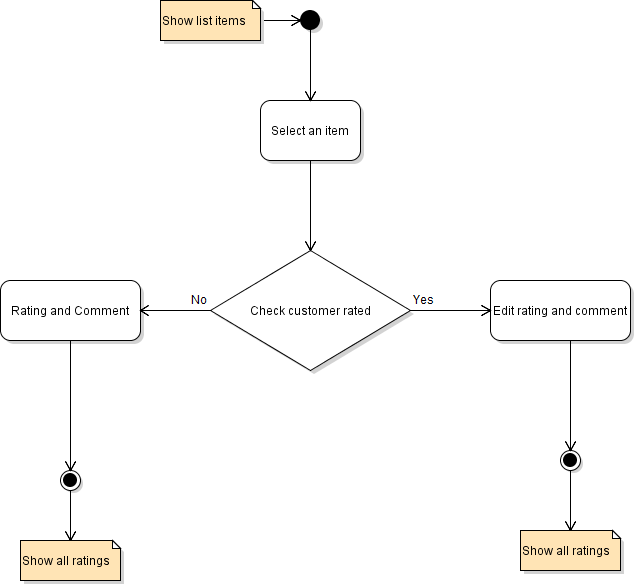 Show list items
Select an item
No
Yes
Rating and Comment
Check customer rated
Edit rating and comment
Show all ratings
Show all ratings